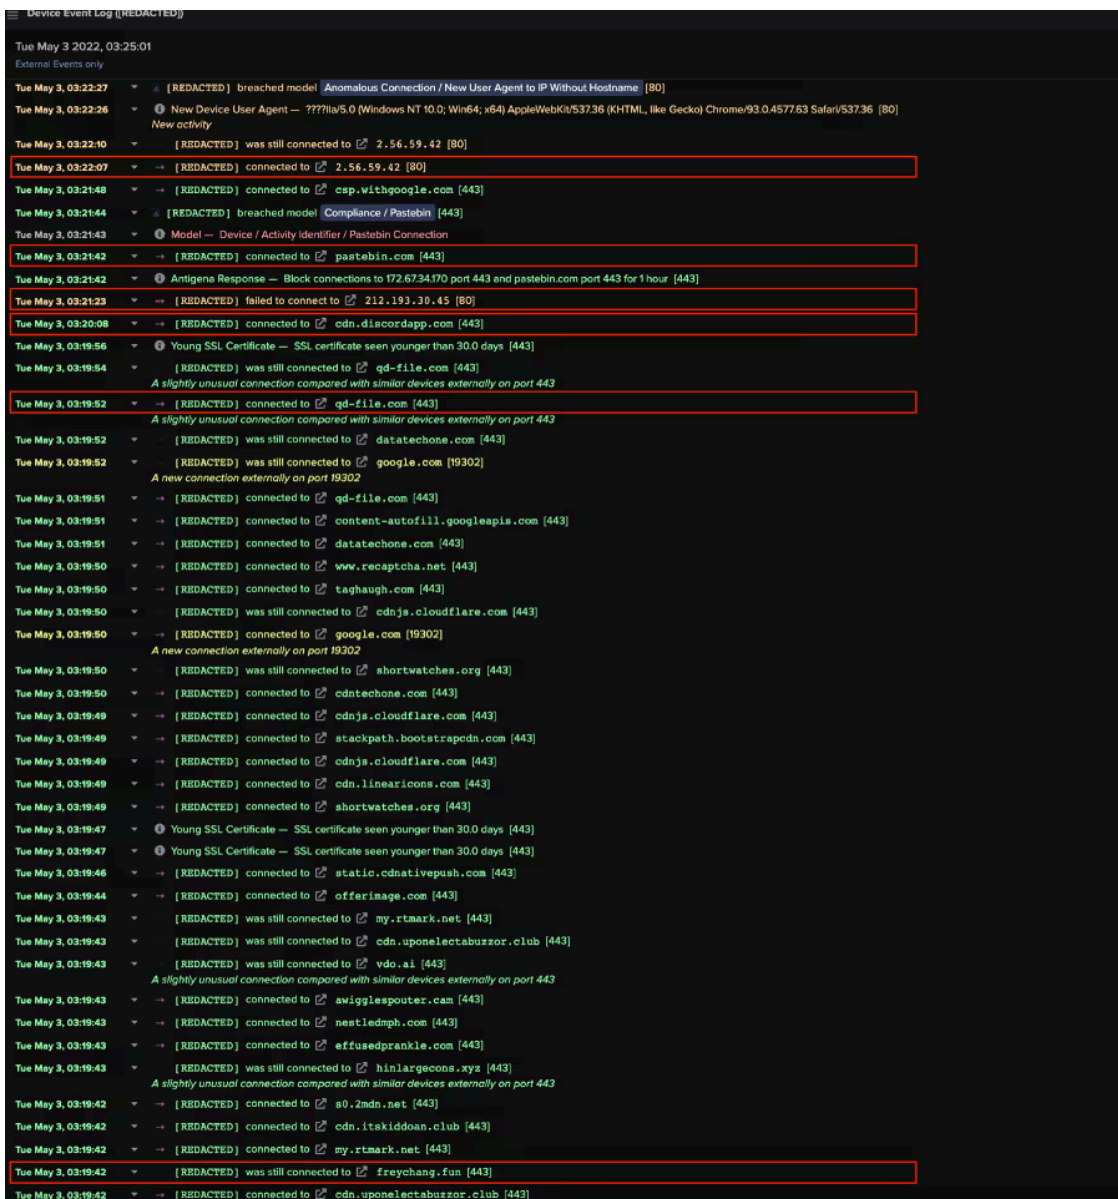 Device Event Log ([REDACTED])
Tue May 3 2022, 03:25:01
External Events only
Tue May 3, 03:22:27 [REDACTED] breached model Anomalous Connection / New User Agent to IP Without Hostname [80]
Tue May 3, 03:22:26 New Device User Agent — ????lla/5.0 (Windows NT 10.0; Win64; x64) AppleWebKit/537.36 (KHTML, like Gecko) Chrome/93.0.4577.63 Safari/537.36 [80]
New activity
Tue May 3, 03:22:10 [REDACTED] was still connected to 2.56.59.42 [80]
Tue May 3, 03:22:07 → [REDACTED] connected to 2.56.59.42 [80]
Tue May 3, 03:21:48 → [REDACTED] connected to csp.withgoogle.com [443]
Tue May 3, 03:21:44 [REDACTED] breached model Compliance / Pastebin [443]
Tue May 3, 03:21:43 Model — Device / Activity Identifier / Pastebin Connection
Tue May 3, 03:21:42 → [REDACTED] connected to pastebin.com [443]
Tue May 3, 03:21:42 Antigena Response — Block connections to 172.67.34.170 port 443 and pastebin.com port 443 for 1 hour [443]
Tue May 3, 03:21:23 → [REDACTED] failed to connect to 212.193.30.45 [80]
Tue May 3, 03:20:08 → [REDACTED] connected to cdn.discordapp.com [443]
Tue May 3, 03:19:56 Young SSL Certificate — SSL certificate seen younger than 30.0 days [443]
Tue May 3, 03:19:54 [REDACTED] was still connected to qd-file.com [443]
A slightly unusual connection compared with similar devices externally on port 443
Tue May 3, 03:19:52 → [REDACTED] connected to qd-file.com [443]
A slightly unusual connection compared with similar devices externally on port 443
Tue May 3, 03:19:52 [REDACTED] was still connected to datatechone.com [443]
Tue May 3, 03:19:52 [REDACTED] was still connected to google.com [19302]
A new connection externally on port 19302
Tue May 3, 03:19:51 → [REDACTED] connected to qd-file.com [443]
Tue May 3, 03:19:51 → [REDACTED] connected to content-autofill.googleapis.com [443]
Tue May 3, 03:19:51 → [REDACTED] connected to datatechone.com [443]
Tue May 3, 03:19:50 → [REDACTED] connected to www.recaptcha.net [443]
Tue May 3, 03:19:50 → [REDACTED] connected to taghaugh.com [443]
Tue May 3, 03:19:50 [REDACTED] was still connected to cdnjs.cloudflare.com [443]
Tue May 3, 03:19:50 → [REDACTED] connected to google.com [19302]
A new connection externally on port 19302
Tue May 3, 03:19:50 [REDACTED] was still connected to shortwatches.org [443]
Tue May 3, 03:19:50 → [REDACTED] connected to cdntechone.com [443]
Tue May 3, 03:19:49 → [REDACTED] connected to cdnjs.cloudflare.com [443]
Tue May 3, 03:19:49 → [REDACTED] connected to stackpath.bootstrapcdn.com [443]
Tue May 3, 03:19:49 → [REDACTED] connected to cdnjs.cloudflare.com [443]
Tue May 3, 03:19:49 → [REDACTED] connected to cdn.linearicons.com [443]
Tue May 3, 03:19:49 → [REDACTED] connected to shortwatches.org [443]
Tue May 3, 03:19:47 Young SSL Certificate — SSL certificate seen younger than 30.0 days [443]
Tue May 3, 03:19:47 Young SSL Certificate — SSL certificate seen younger than 30.0 days [443]
Tue May 3, 03:19:46 → [REDACTED] connected to static.cdnativepush.com [443]
Tue May 3, 03:19:44 → [REDACTED] connected to offerimage.com [443]
Tue May 3, 03:19:43 [REDACTED] was still connected to my.rtmark.net [443]
Tue May 3, 03:19:43 [REDACTED] was still connected to cdn.uponelectabuzzor.club [443]
Tue May 3, 03:19:43 [REDACTED] was still connected to vdo.ai [443]
A slightly unusual connection compared with similar devices externally on port 443
Tue May 3, 03:19:43 → [REDACTED] connected to awigglespouter.cam [443]
Tue May 3, 03:19:43 → [REDACTED] connected to nestledmph.com [443]
Tue May 3, 03:19:43 → [REDACTED] connected to effusedprankle.com [443]
Tue May 3, 03:19:43 [REDACTED] was still connected to hinlargecons.xyz [443]
A slightly unusual connection compared with similar devices externally on port 443
Tue May 3, 03:19:42 → [REDACTED] connected to s0.2mdn.net [443]
Tue May 3, 03:19:42 → [REDACTED] connected to cdn.itskiddoan.club [443]
Tue May 3, 03:19:42 → [REDACTED] connected to my.rtmark.net [443]
Tue May 3, 03:19:42 [REDACTED] was still connected to freychang.fun [443]
Tue May 3, 03:19:42 → [REDACTED] connected to cdn.uponelectabuzzor.club [443]